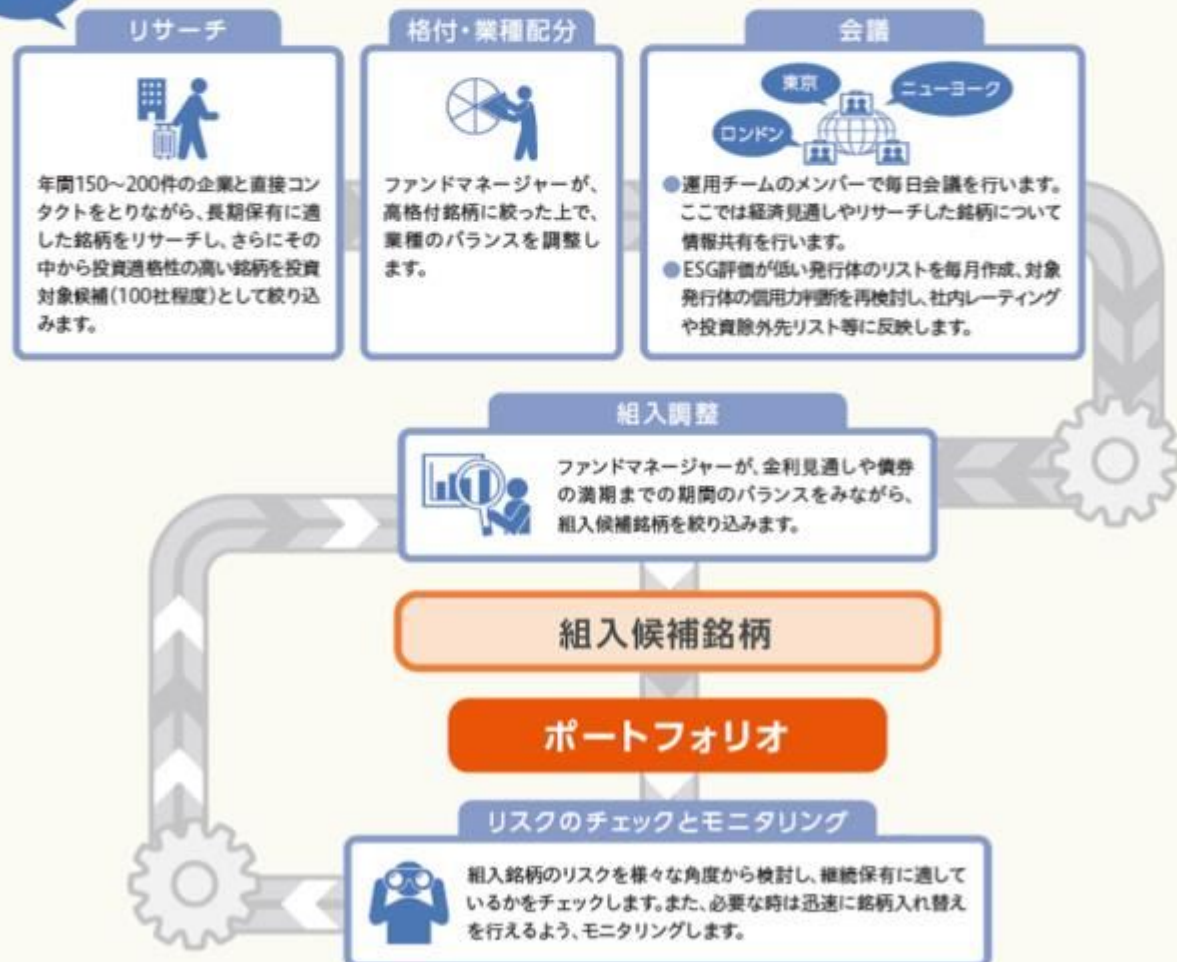 リサーチ
年間150～200件の企業と直接コン
タクトをとりながら、長期保有に適
した銘柄をリサーチし、さらにその
中から投資適格性の高い銘柄を投資
対象候補(100社程度)として絞り込
みます。
格付・業種配分
ファンドマネージャーが、
高格付銘柄に絞った上で、
業種のバランスを調整し
ます。
会議
東京
ニューヨーク
ロンドン
●運用チームのメンバーで毎日会議を行います。
ここでは経済見通しやリサーチした銘柄について
情報共有を行います。
●ESG評価が低い発行体のリストを毎月作成、対象
発行体の信用力判断を再検討し、社内レーティング
や投資除外先リスト等に反映します。
組入調整
ファンドマネージャーが、金利見通しや債券
の満期までの期間のバランスをみながら、
組入候補銘柄を絞り込みます。
組入候補銘柄
ポートフォリオ
リスクのチェックとモニタリング
組入銘柄のリスクを様々な角度から検討し、継続保有に適して
いるかをチェックします。また、必要な時は迅速に銘柄入れ替え
を行えるよう、モニタリングします。